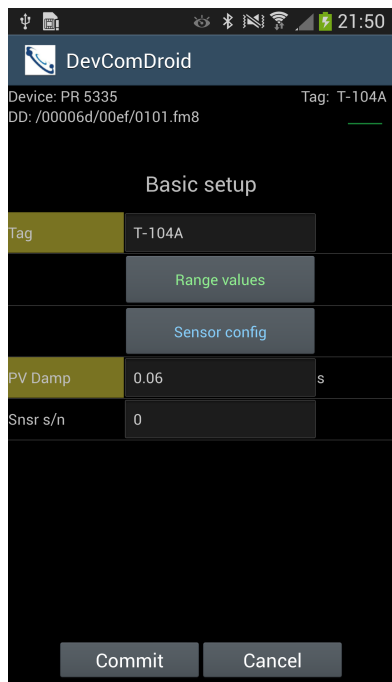 21:50
DevComDroid
Device: PR 5335 Tag: T-104A
DD: /00006d/00ef/0101.fm8
Basic setup
Tag T-104A
Range values
Sensor config
PV Damp 0.06 s
Snsr s/n 0
Commit Cancel